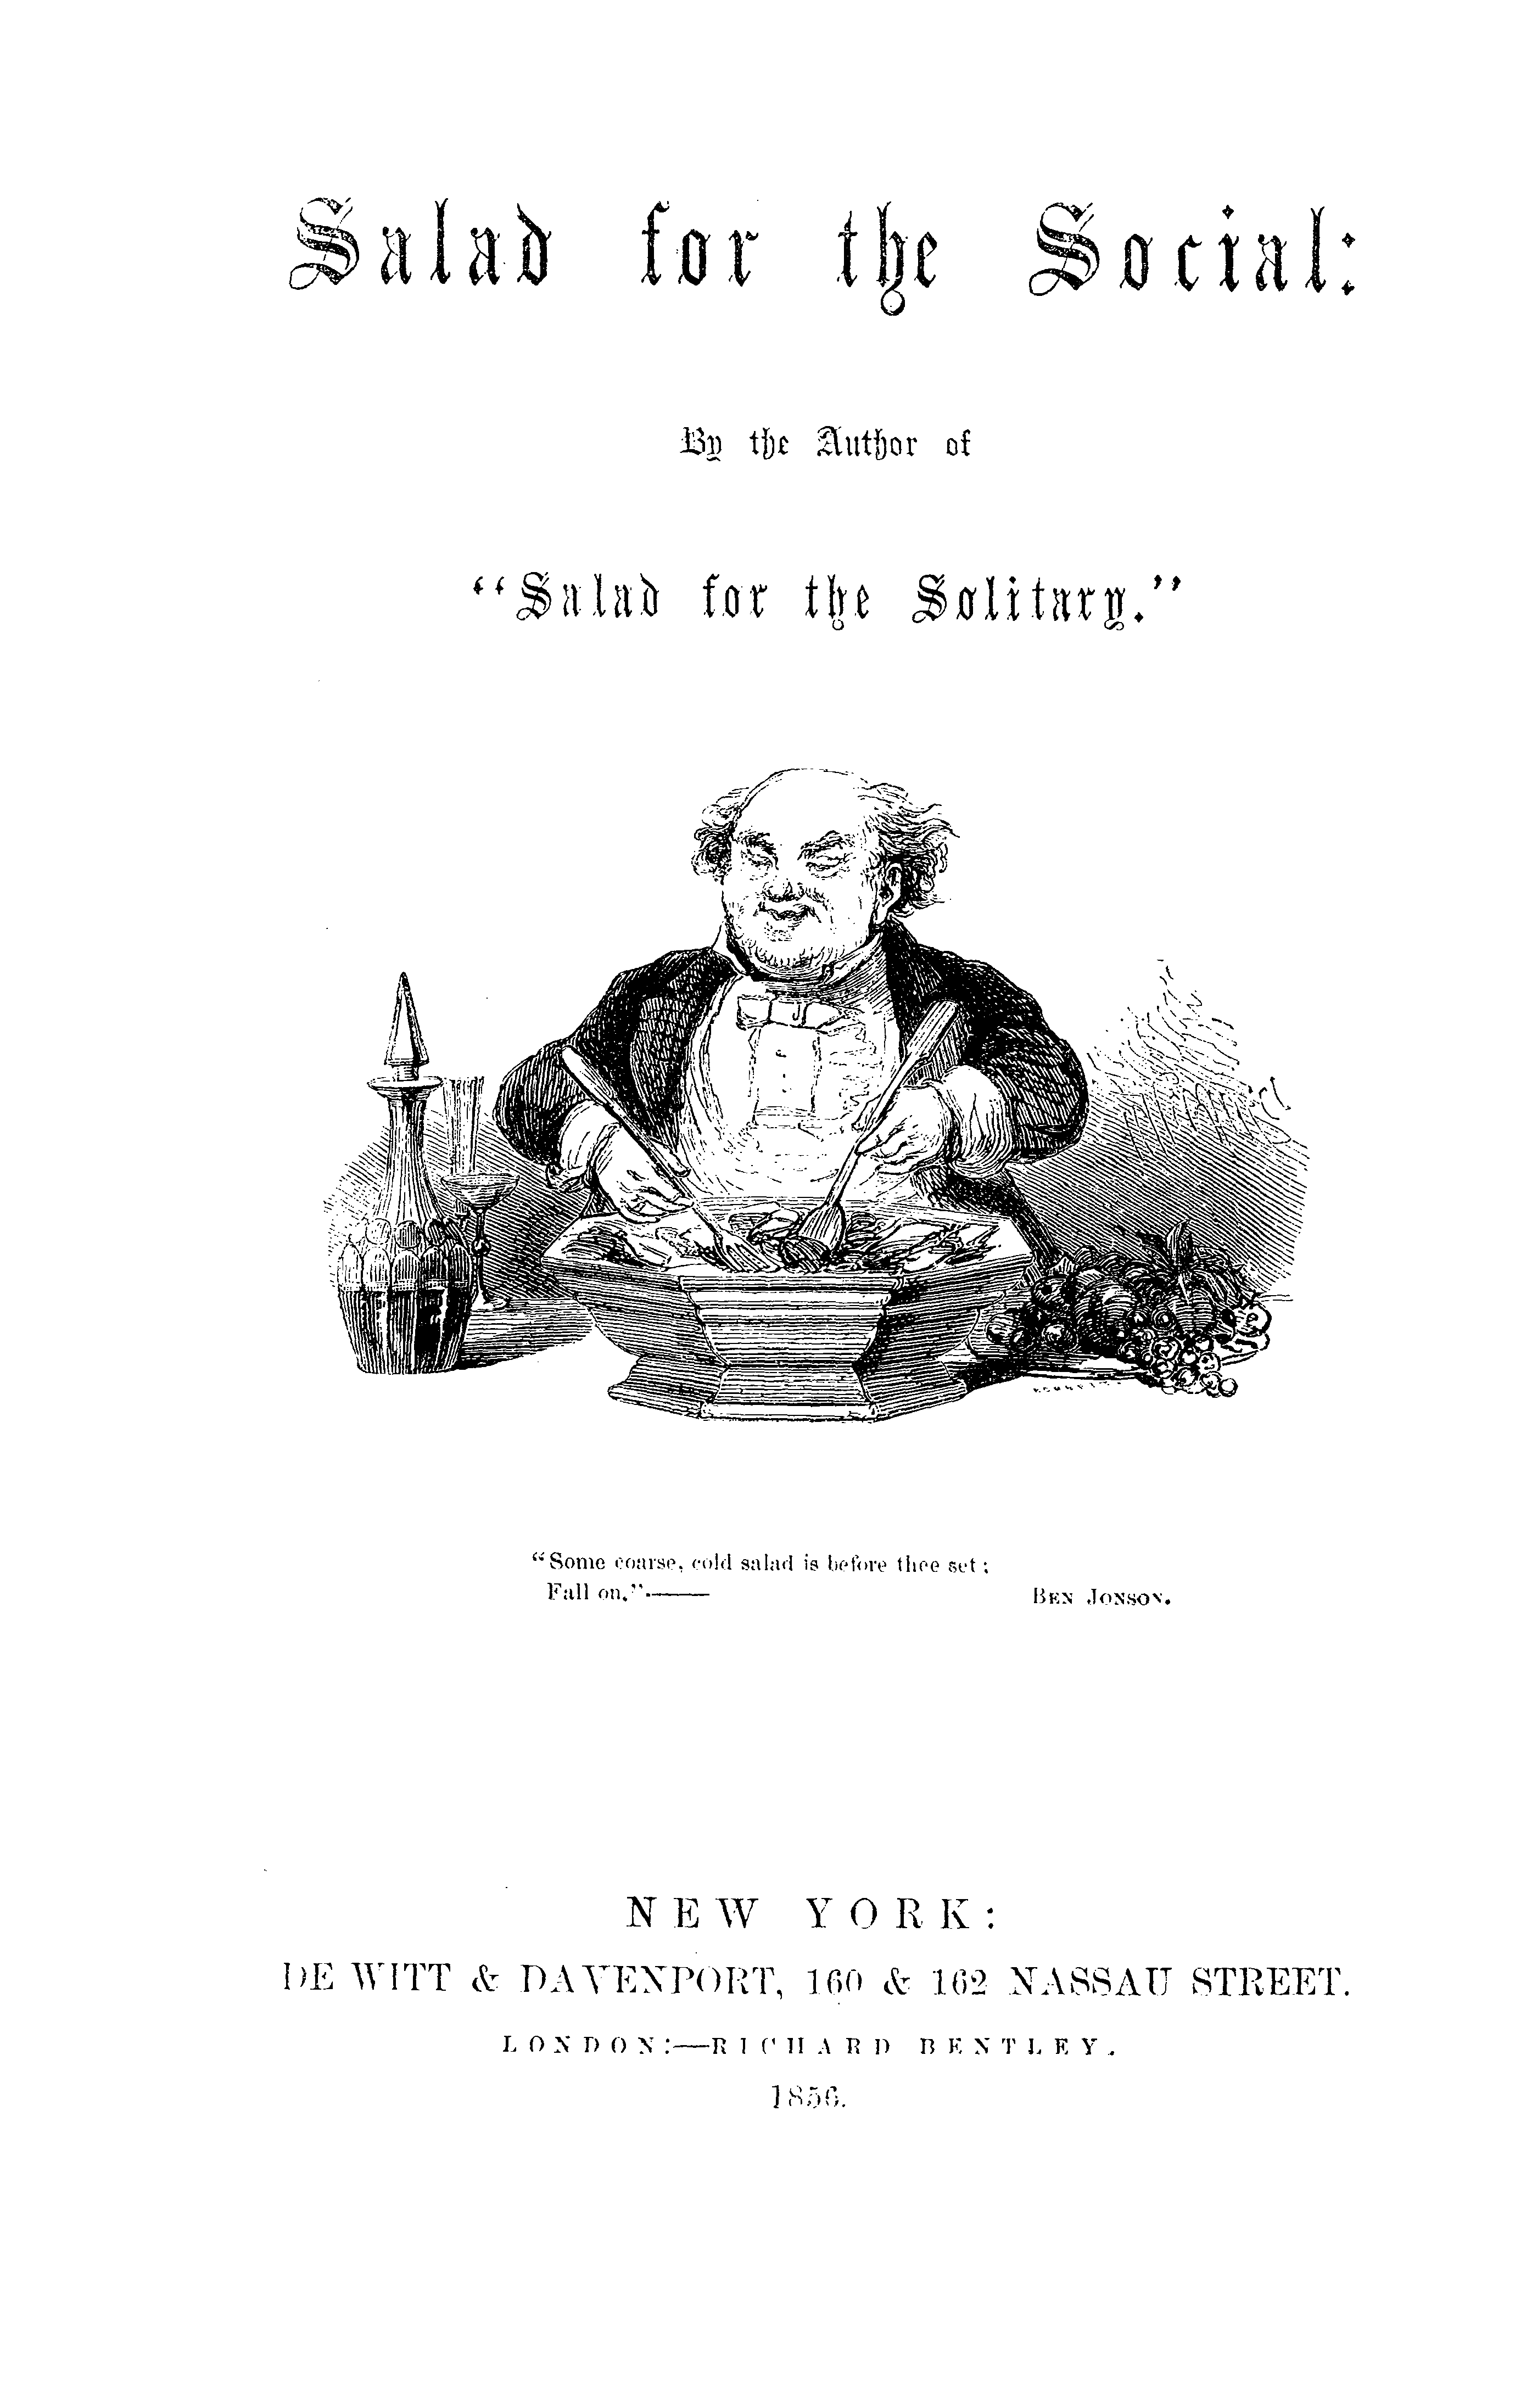 Salad for the Social:
By the Author of
“Salad for the Solitary.”
“Some coarse, cold salad is before thee set;
Fall on.”——
BEN JONSON.
NEW YORK:
DE WITT & DAVENPORT, 160 & 162 NASSAU STREET.
LONDON:—RICHARD BENTLEY.
1856.